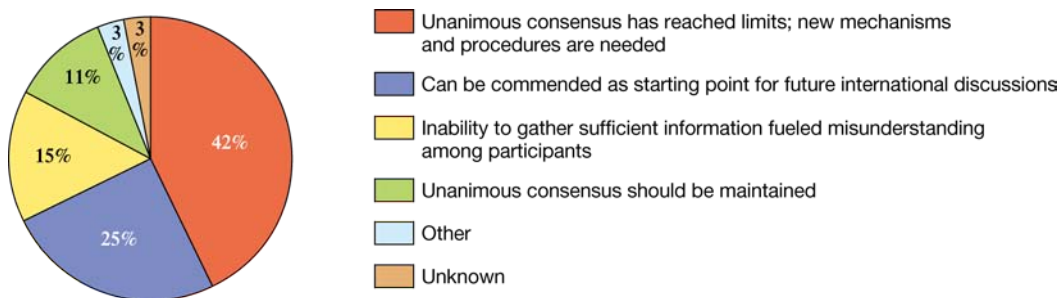 3
%
3
%
11%
15%
25%
42%
Unanimous consensus has reached limits; new mechanisms
and procedures are needed
Can be commended as starting point for future international discussions
Inability to gather sufficient information fueled misunderstanding
among participants
Unanimous consensus should be maintained
Other
Unknown